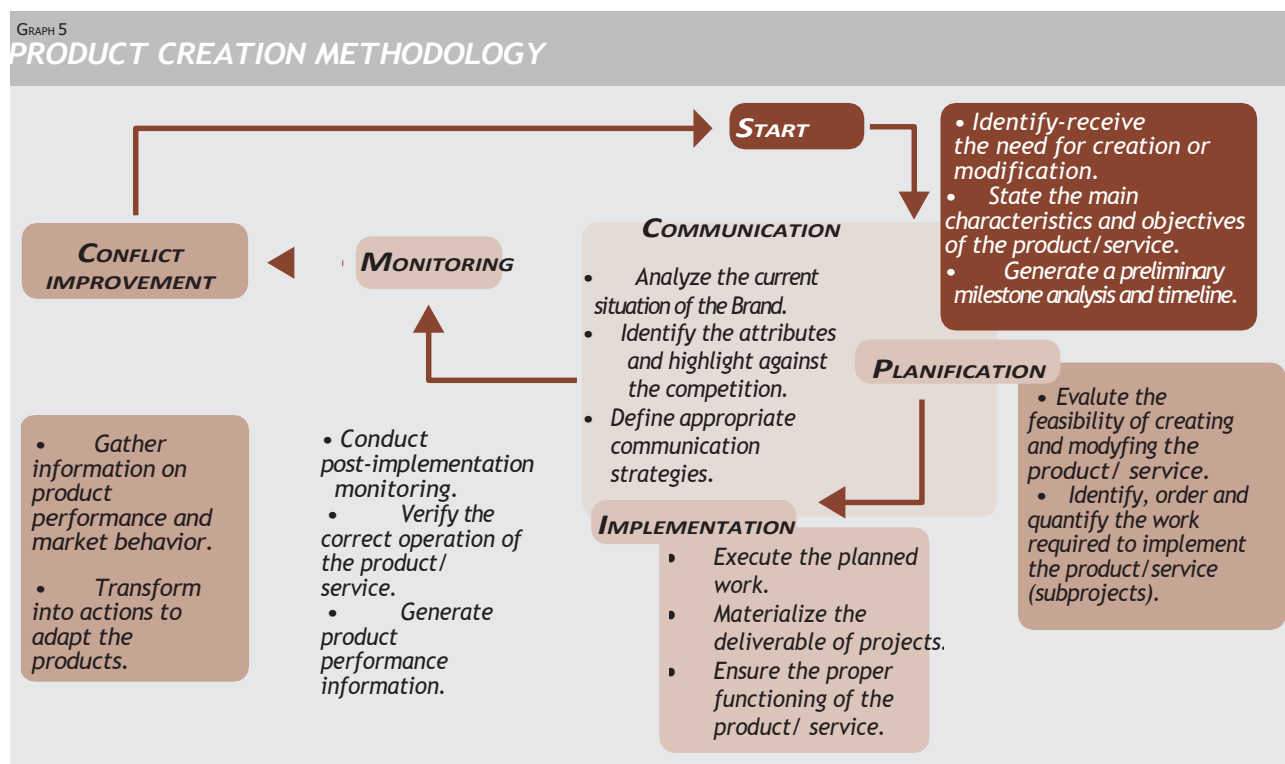 GRAPH 5
PRODUCT CREATION METHODOLOGY
START
• Identify-receive
the need for creation or
modification.
• State the main
characteristics and objectives
of the product/service.
• Generate a preliminary
milestone analysis and timeline.
COMMUNICATION
• Analyze the current
situation of the Brand.
• Identify the attributes
and highlight against
the competition.
• Define appropriate
communication
strategies.
CONFLICT
IMPROVEMENT
MONITORING
PLANIFICATION
• Evalute the
feasibility of creating
and modyfing the
product/ service.
• Identify, order and
quantify the work
required to implement
the product/service
(subprojects).
• Gather
information on
product
performance and
market behavior.
• Transform
into actions to
adapt the
products.
• Conduct
post-implementation
monitoring.
• Verify the
correct operation of
the product/
service.
• Generate
product
performance
information.
IMPLEMENTATION
• Execute the planned
work.
• Materialize the
deliverable of projects.
• Ensure the proper
functioning of the
product/ service.